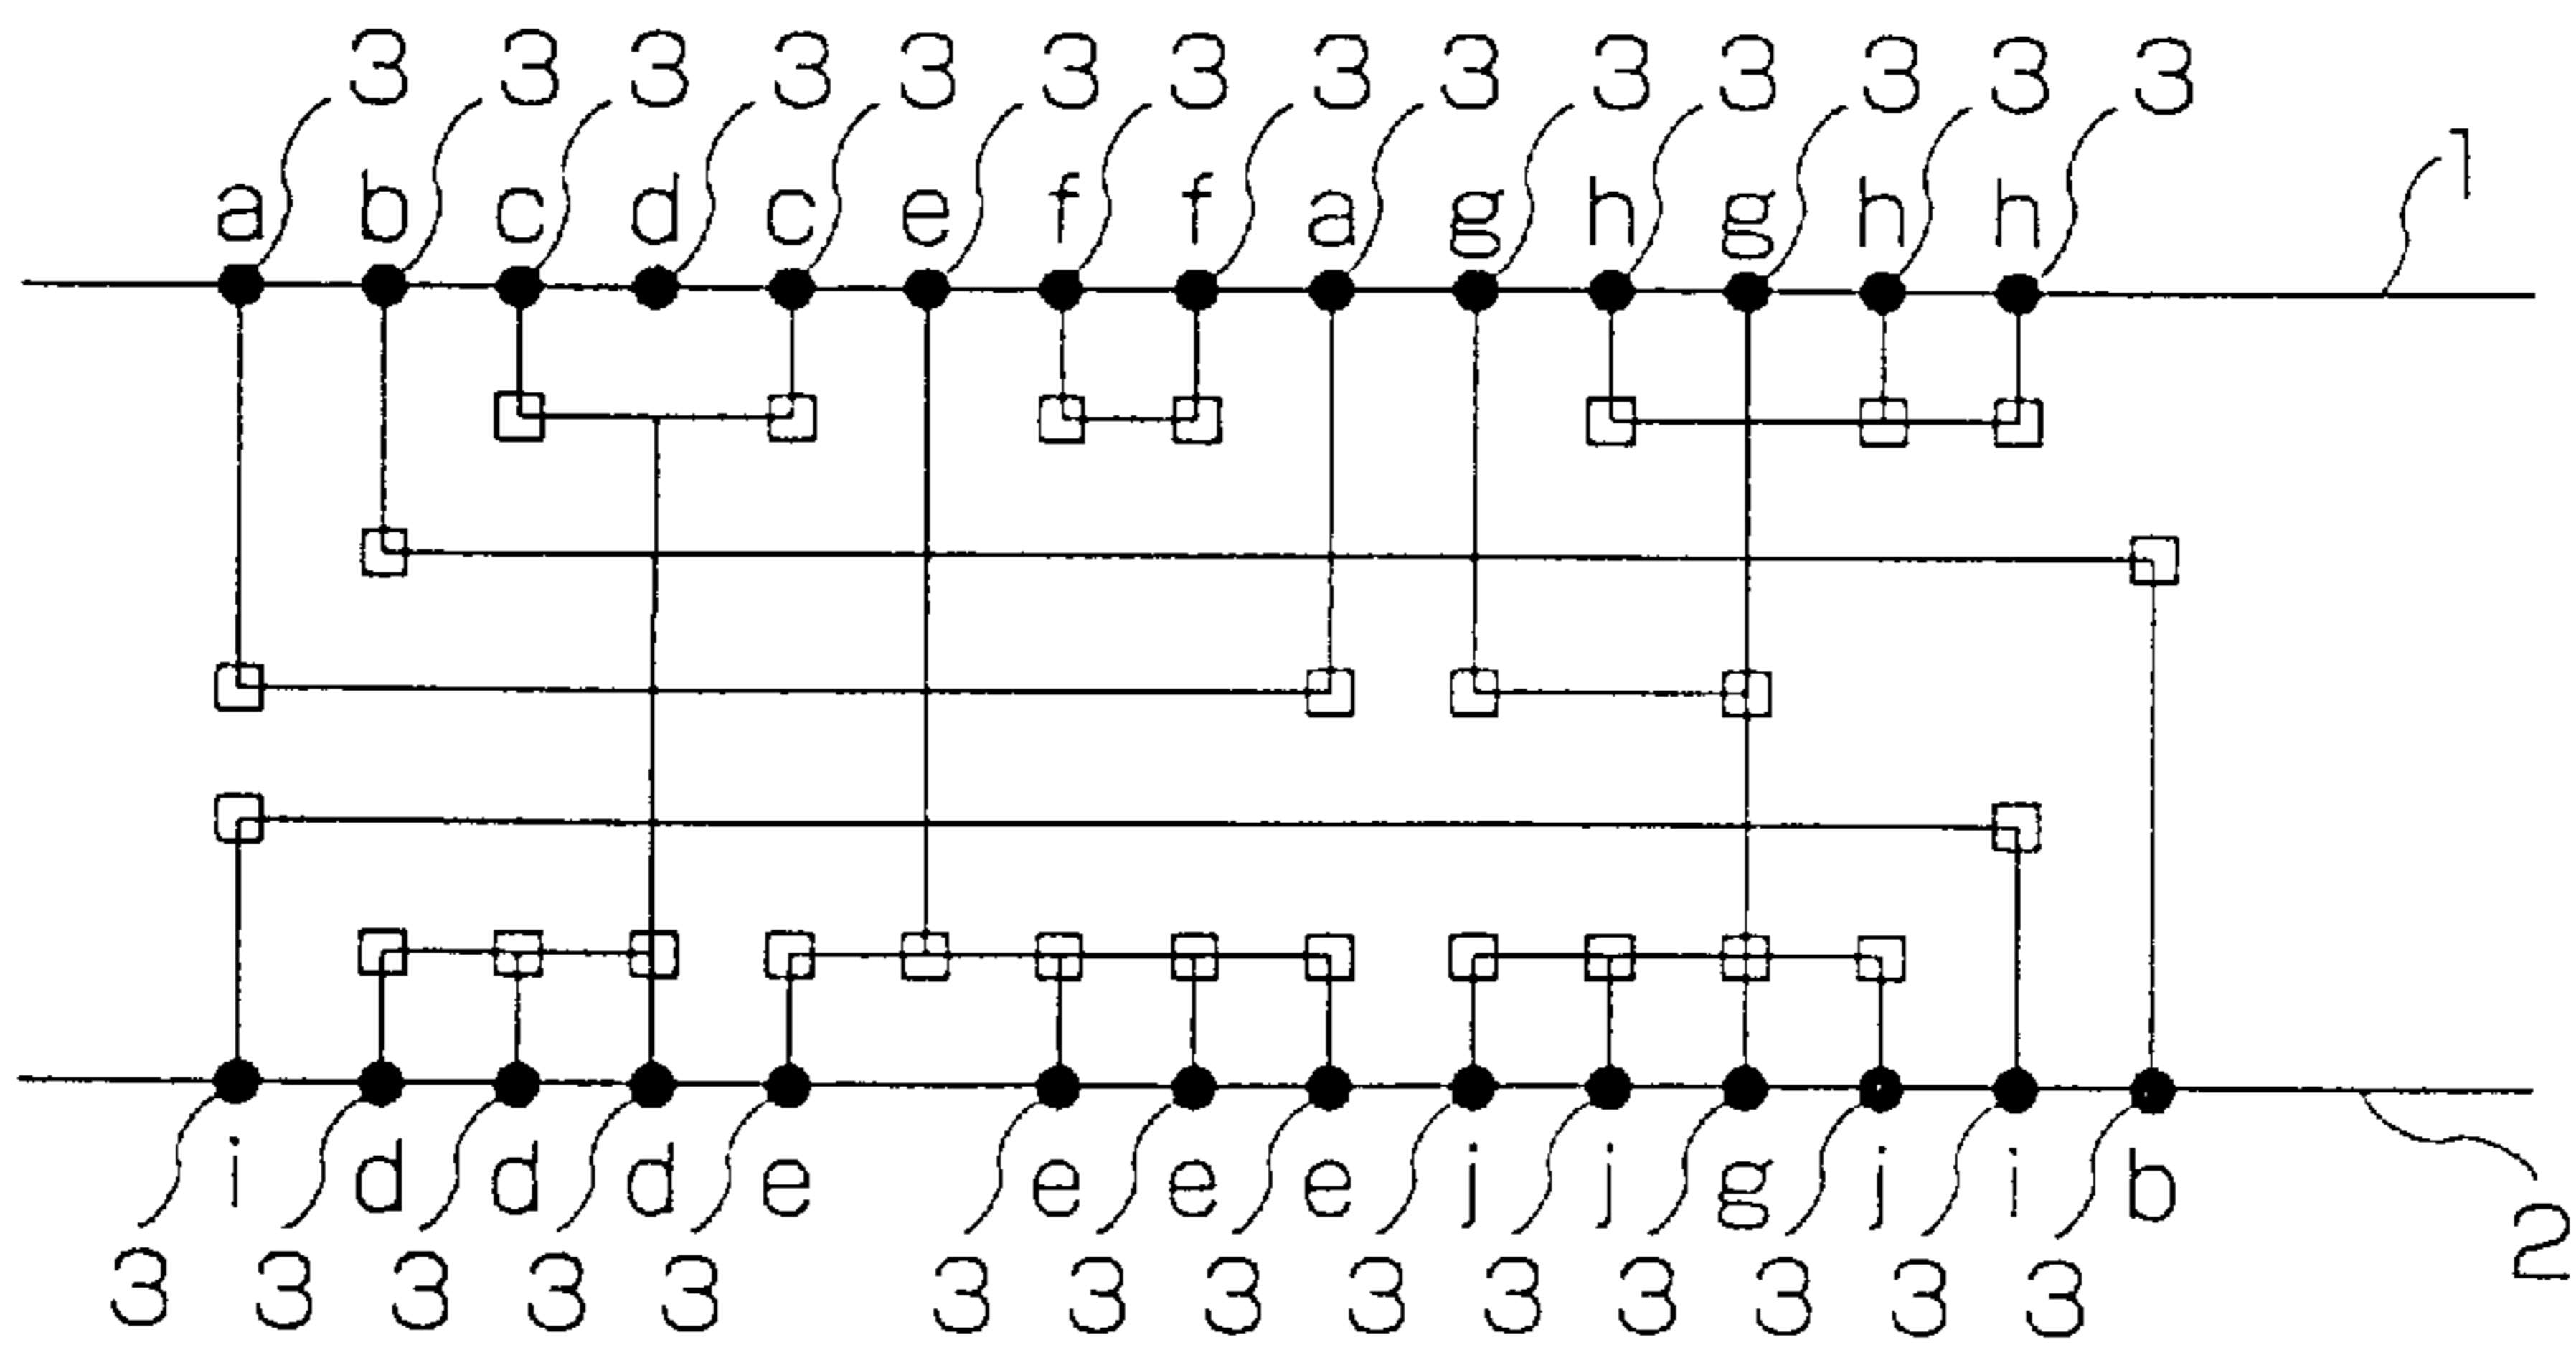 3 3 3 3 3 3 3 3 3 3 3 3 3 3
1
a b c d c e f f a g h g h h
i d d d e e e e j j g j i b
2
3 3 3 3 3 3 3 3 3 3 3 3 3 3